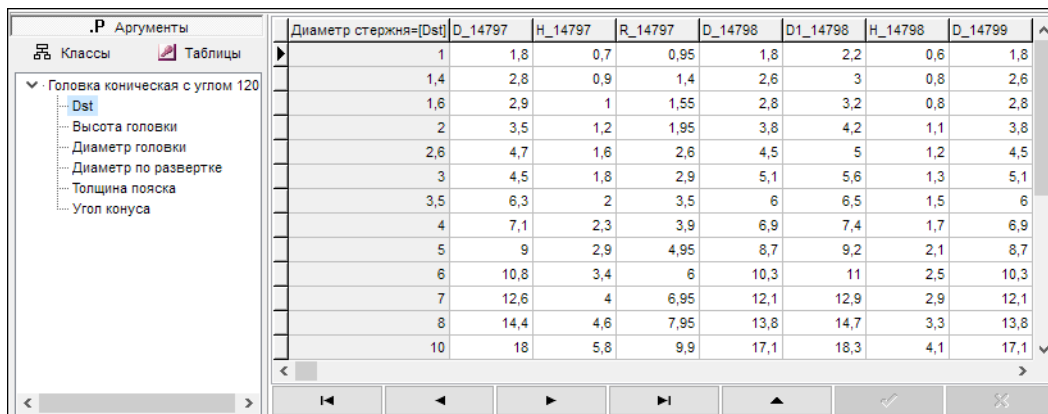 .P Аргументы
Классы Таблицы
Головка коническая с углом 120
Dst
Высота головки
Диаметр головки
Диаметр по развертке
Толщина пояска
Угол конуса
Диаметр стержня=[Dst] D_14797 H_14797 R_14797 D_14798 D1_14798 H_14798 D_14799
1 1,8 0,7 0,95 1,8 2,2 0,6 1,8
1,4 2,8 0,9 1,4 2,6 3 0,8 2,6
1,6 2,9 1 1,55 2,8 3,2 0,8 2,8
2 3,5 1,2 1,95 3,8 4,2 1,1 3,8
2,6 4,7 1,6 2,6 4,5 5 1,2 4,5
3 4,5 1,8 2,9 5,1 5,6 1,3 5,1
3,5 6,3 2 3,5 6 6,5 1,5 6
4 7,1 2,3 3,9 6,9 7,4 1,7 6,9
5 9 2,9 4,95 8,7 9,2 2,1 8,7
6 10,8 3,4 6 10,3 11 2,5 10,3
7 12,6 4 6,95 12,1 12,9 2,9 12,1
8 14,4 4,6 7,95 13,8 14,7 3,3 13,8
10 18 5,8 9,9 17,1 18,3 4,1 17,1